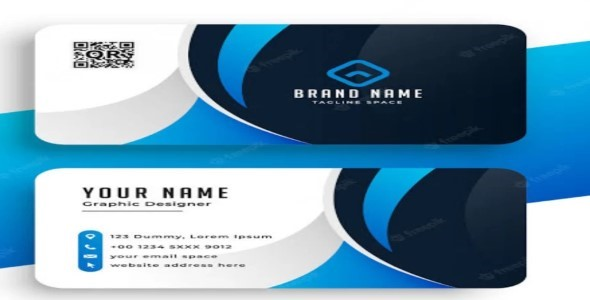 QR
BRAND NAME
TAGLINE SPACE
YOUR NAME
Graphic Designer
123 Dummy, Lorem Ipsum
+00 1234 5XXX 9012
your email space
website address here